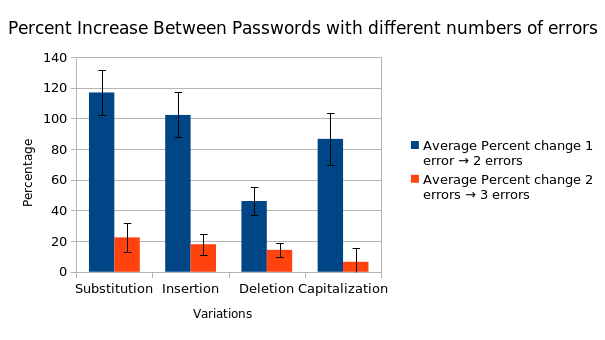 Percent Increase Between Passwords with different numbers of errors
140
120
100
80
60
40
20
0
Percentage
Substitution Insertion Deletion Capitalization
Variations
Average Percent change 1
error → 2 errors
Average Percent change 2
errors → 3 errors